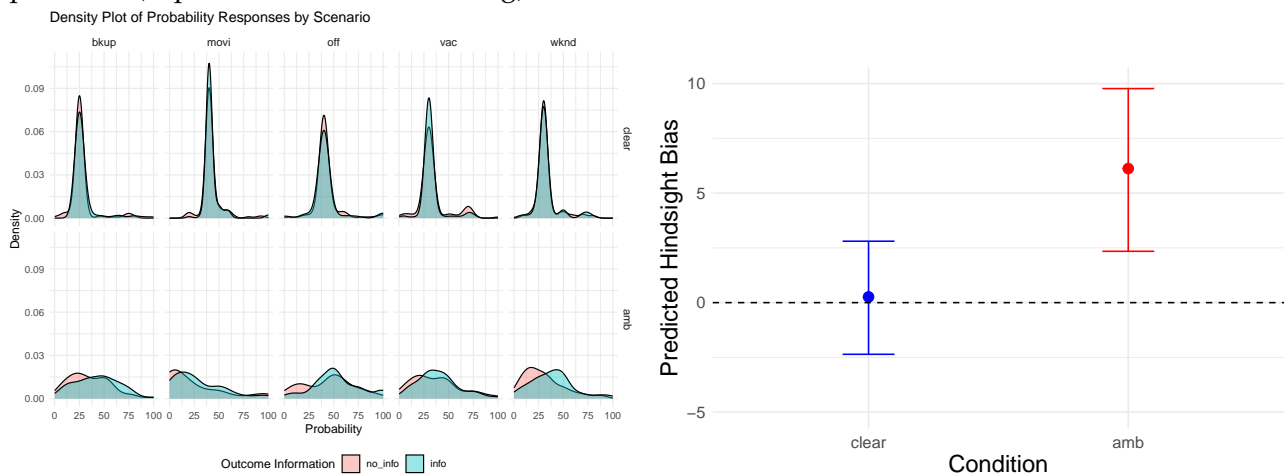 Density Plot of Probability Responses by Scenario
bkup movi off vac wknd
0.09
0.06
0.03
0.00
clear
0.09
0.06
0.03
0.00
amb
Density
0 25 50 75 100 0 25 50 75 100 0 25 50 75 100 0 25 50 75 100 0 25 50 75 100
Probability
Outcome Information no_info info
Predicted Hindsight Bias
10
5
0
−5
clear amb
Condition